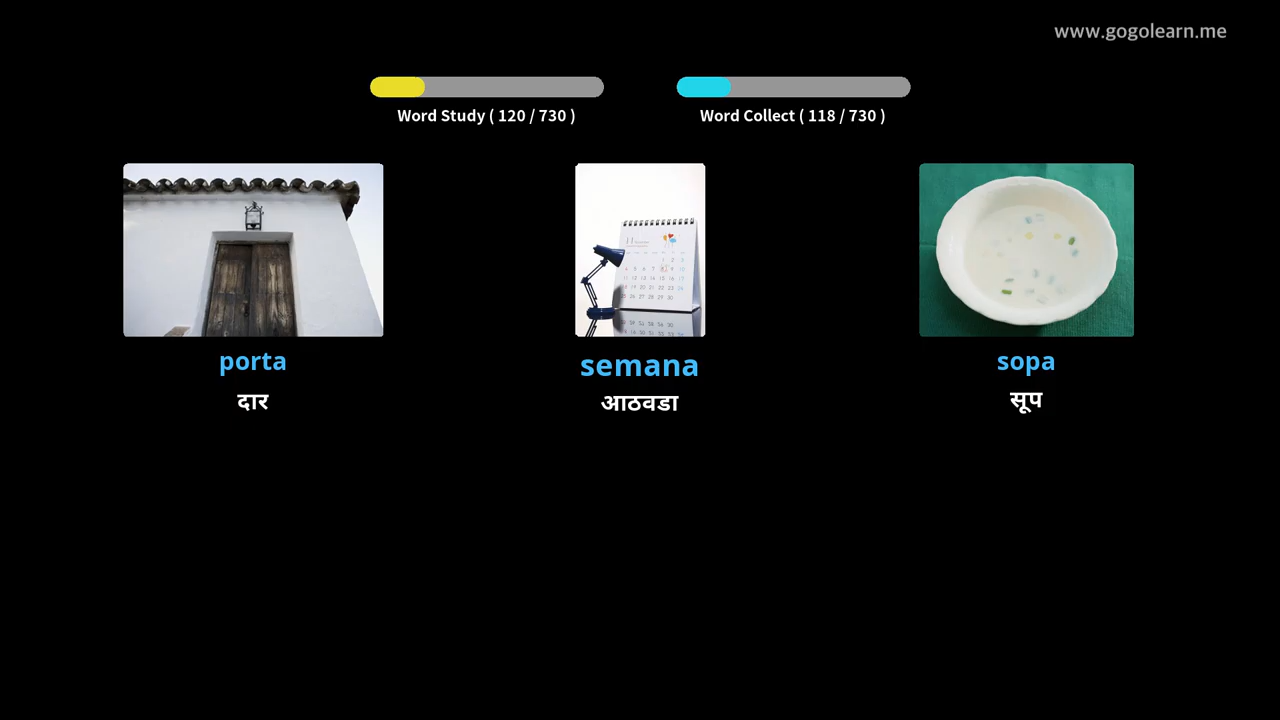 www.gogolearn.me
Word Study ( 120 / 730 )
Word Collect ( 118 / 730 )
porta
दार
semana
आठवडा
sopa
सूप